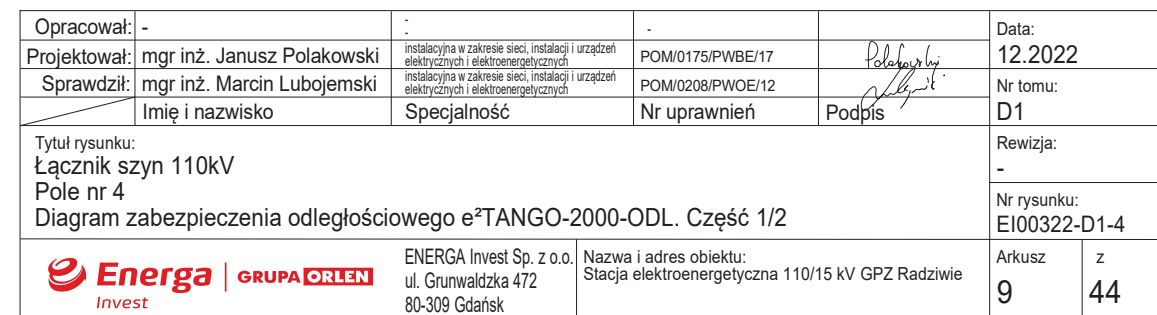 Opracował: - - - Data:
-
Projektował: mgr inż. Janusz Polakowski instalacyjna w zakresie sieci, instalacji i urządzeń elektrycznych i elektroenergetycznych POM/0175/PWBE/17 Polakowski 12.2022
Sprawdził: mgr inż. Marcin Lubojemski instalacyjna w zakresie sieci, instalacji i urządzeń elektrycznych i elektroenergetycznych POM/0208/PWOE/12 Nr tomu:
Imię i nazwisko Specjalność Nr uprawnień Podpis D1
Tytuł rysunku: Rewizja:
Łącznik szyn 110kV -
Pole nr 4
Diagram zabezpieczenia odległościowego e²TANGO-2000-ODL. Część 1/2
Nr rysunku:
EI00322-D1-4
Energa GRUPA ORLEN
Invest
ENERGA Invest Sp. z o.o.
ul. Grunwaldzka 472
80-309 Gdańsk
Nazwa i adres obiektu:
Stacja elektroenergetyczna 110/15 kV GPZ Radziwie
Arkusz z
9 44